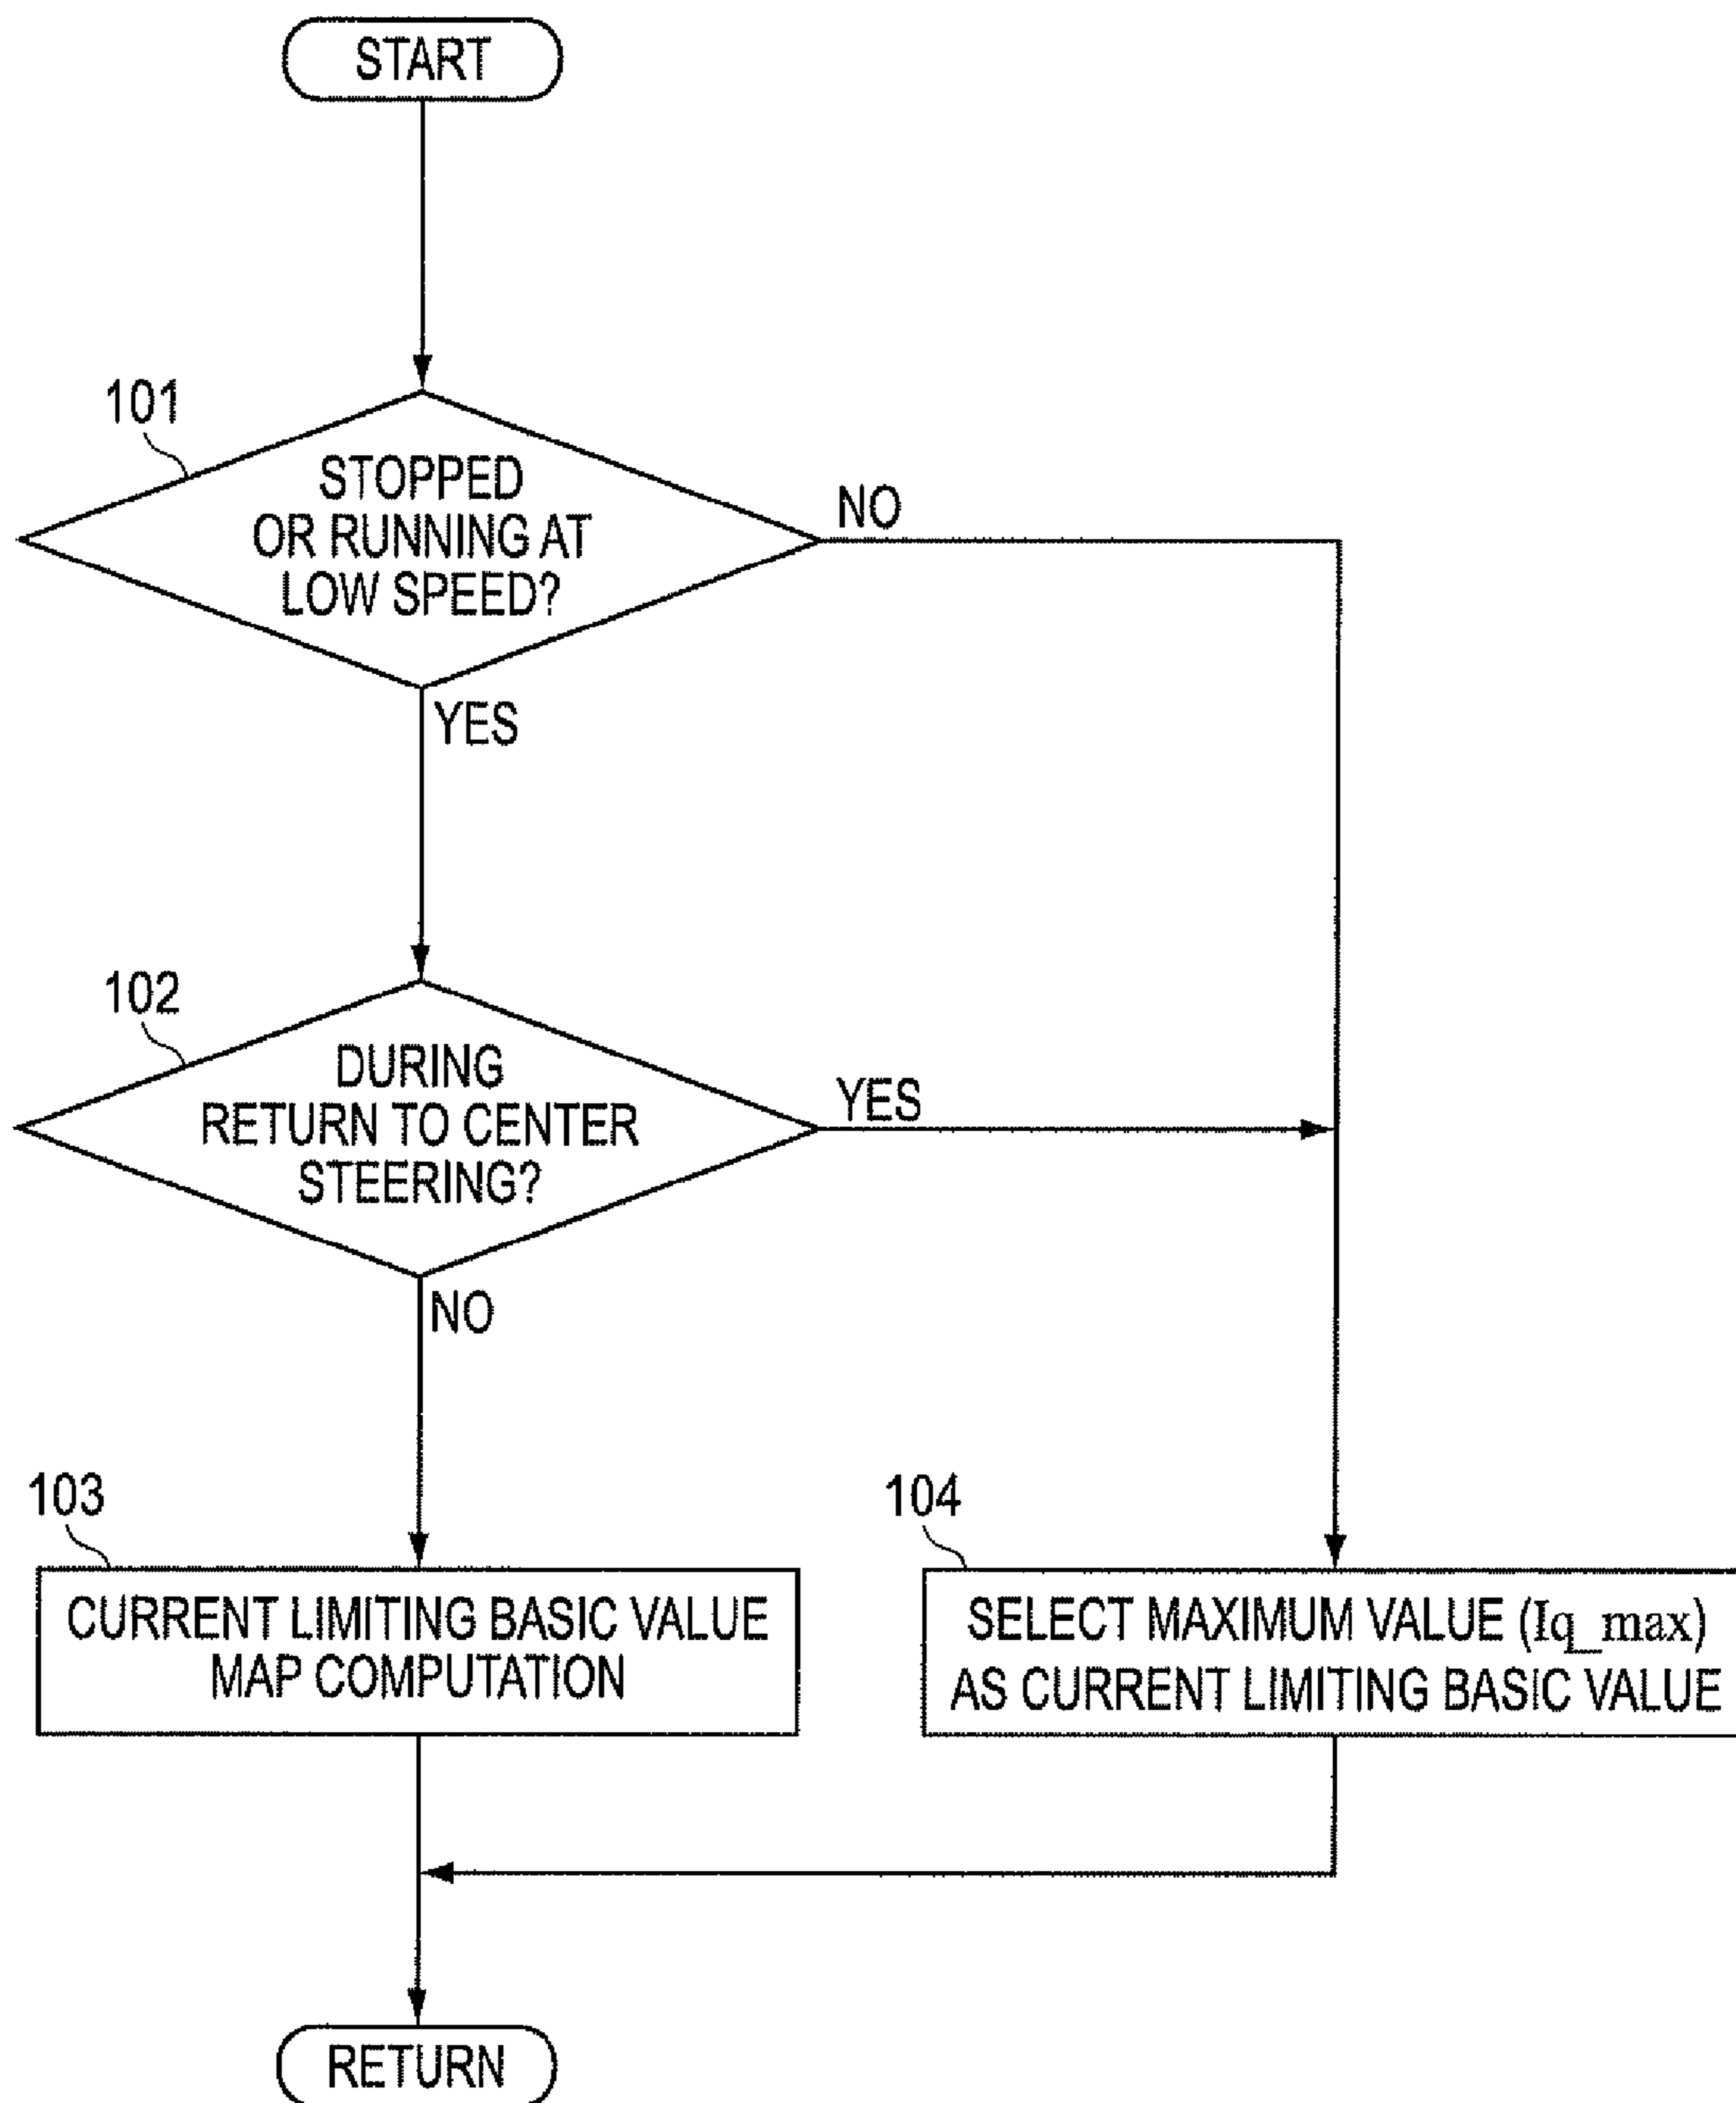 START
101
STOPPED
OR RUNNING AT
LOW SPEED?
NO
YES
102
DURING
RETURN TO CENTER
STEERING?
YES
NO
103
CURRENT LIMITING BASIC VALUE
MAP COMPUTATION
104
SELECT MAXIMUM VALUE (Iq_max)
AS CURRENT LIMITING BASIC VALUE
RETURN